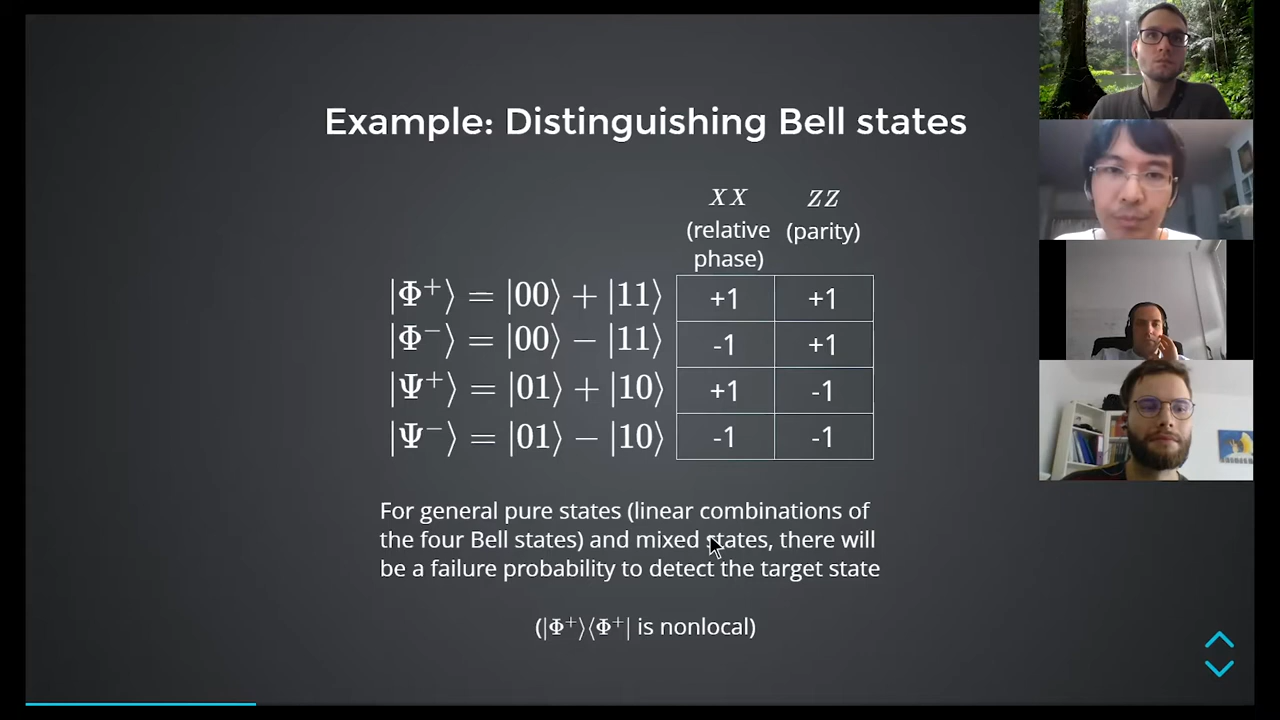 Example: Distinguishing Bell states
XX ZZ
(relative (parity)
phase)
|Φ⁺⟩ = |00⟩ + |11⟩ +1 +1
|Φ⁻⟩ = |00⟩ − |11⟩ -1 +1
|Ψ⁺⟩ = |01⟩ + |10⟩ +1 -1
|Ψ⁻⟩ = |01⟩ − |10⟩ -1 -1
For general pure states (linear combinations of
the four Bell states) and mixed states, there will
be a failure probability to detect the target state
(|Φ⁺⟩⟨Φ⁺| is nonlocal)